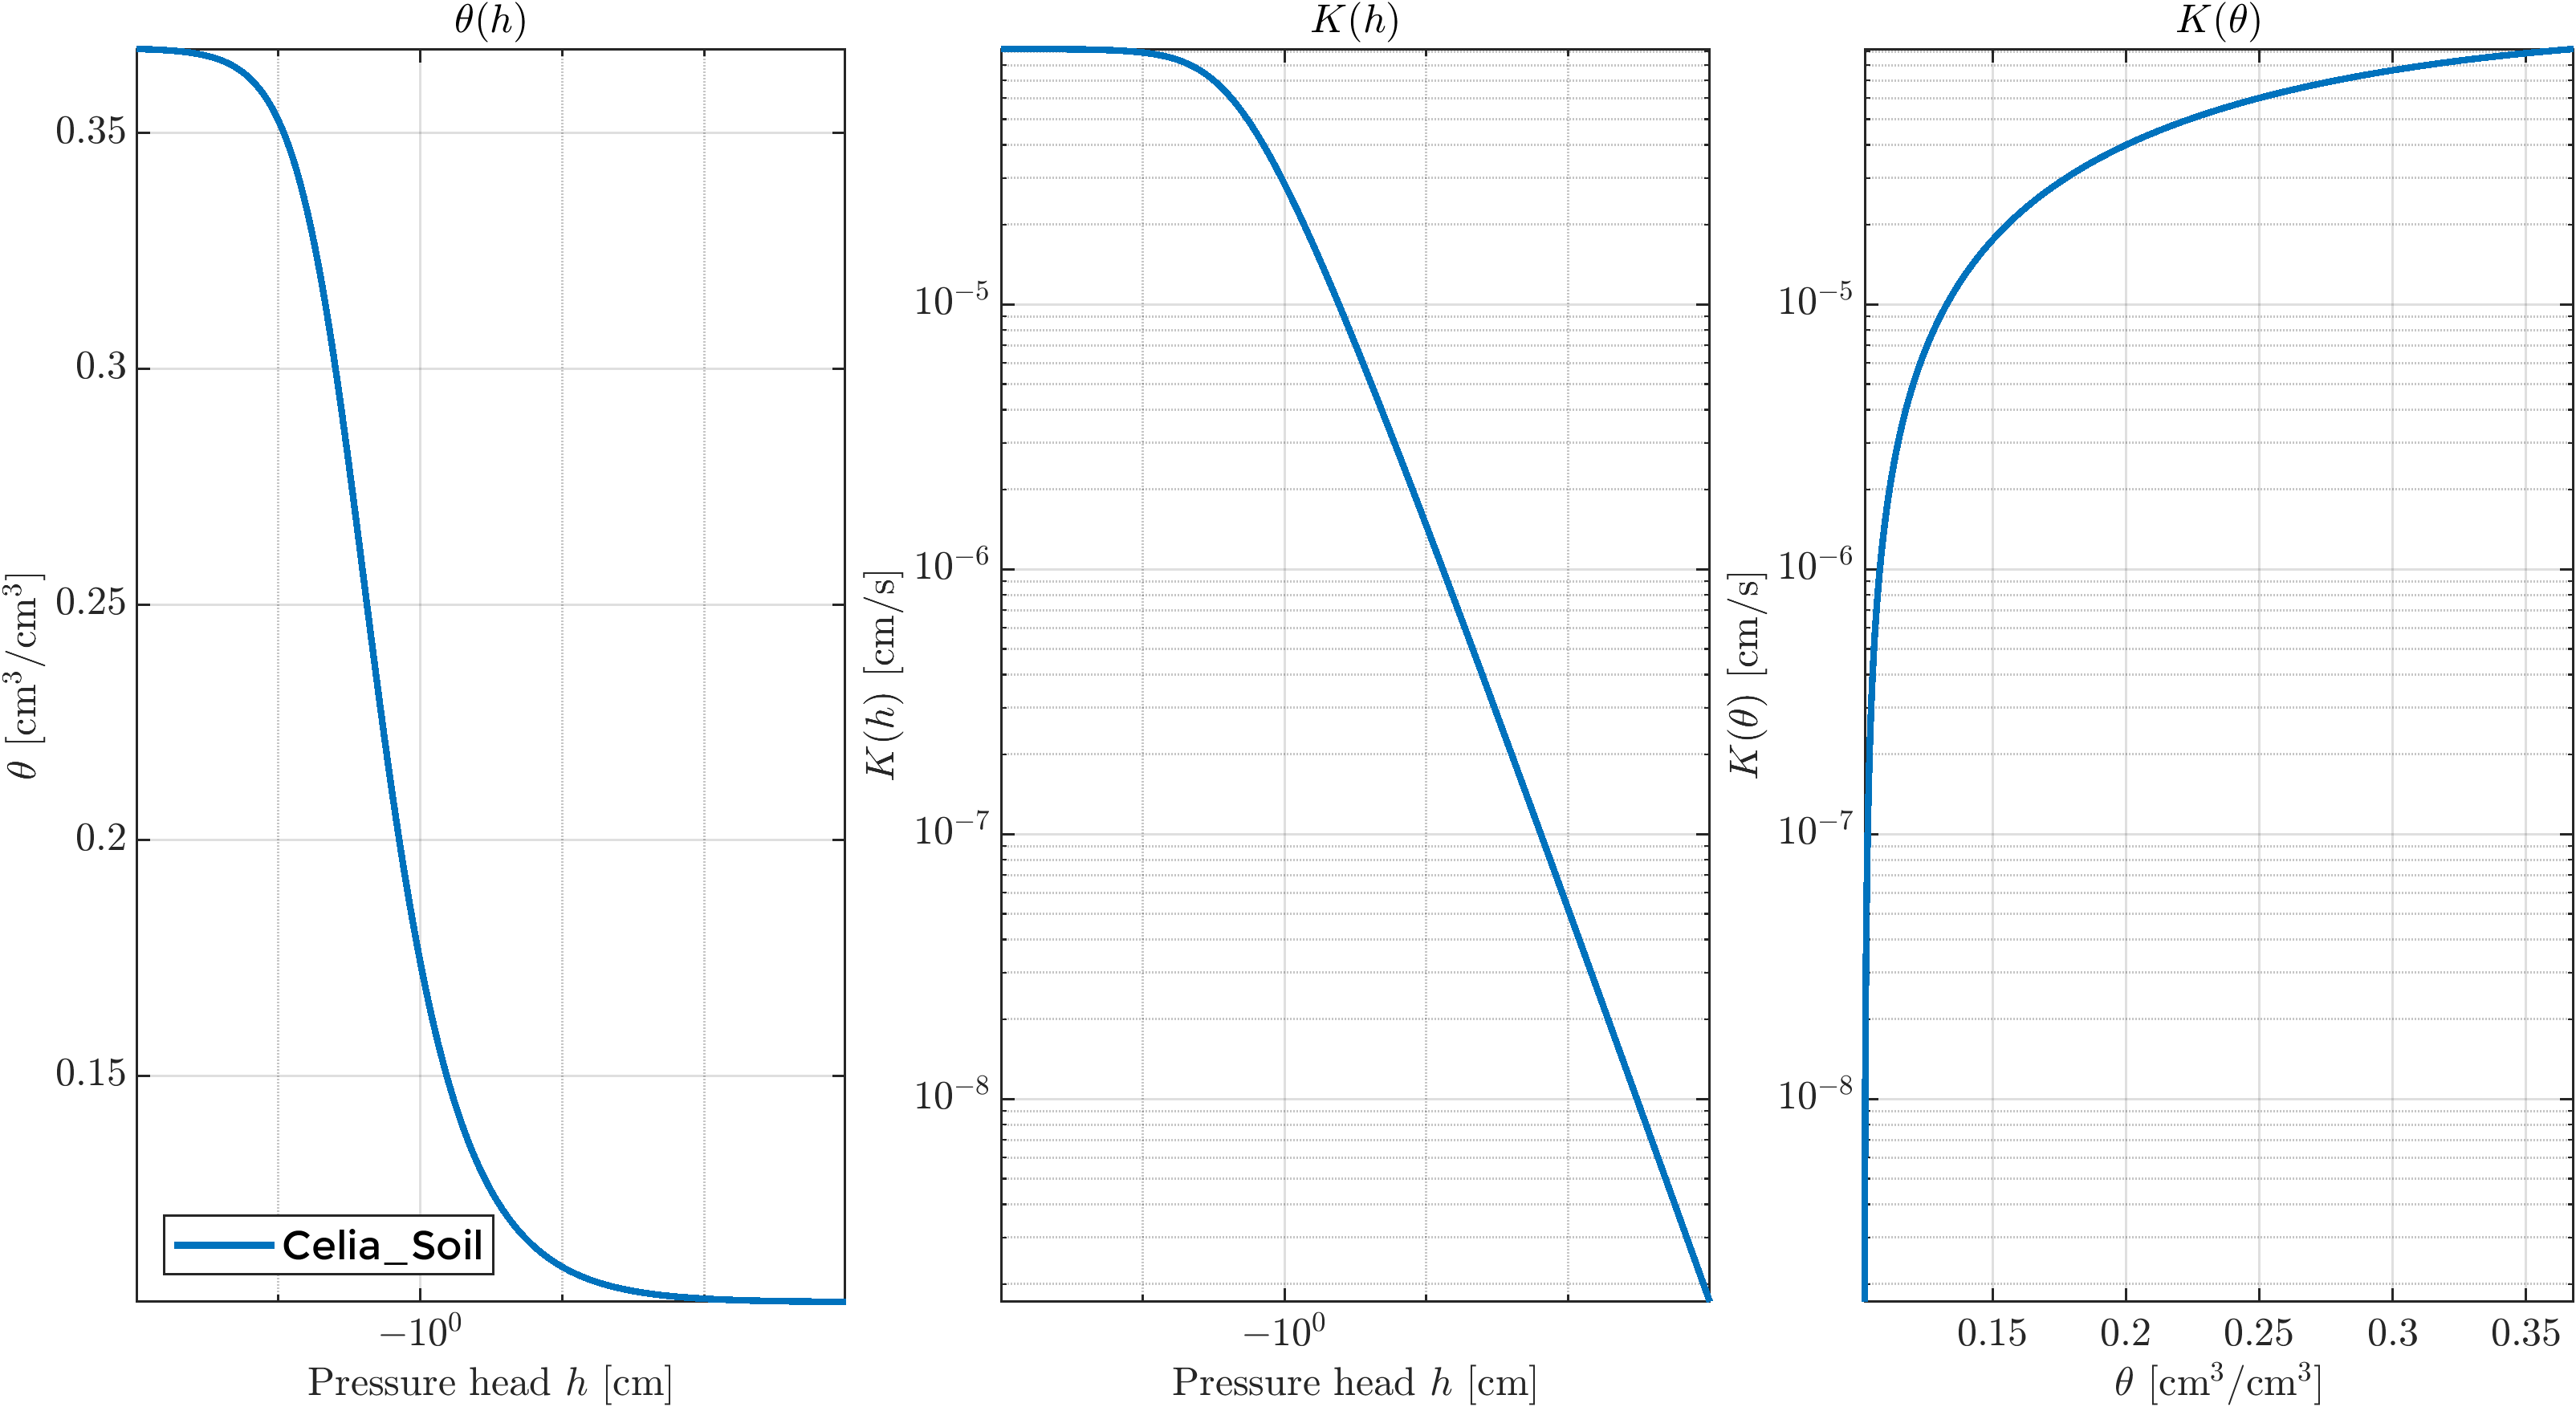 θ(h)
0.35
0.3
0.25
0.2
0.15
θ [cm³/cm³]
Celia_Soil
−10⁰
Pressure head h [cm]
K(h)
10⁻⁵
10⁻⁶
10⁻⁷
10⁻⁸
K(h) [cm/s]
−10⁰
Pressure head h [cm]
K(θ)
10⁻⁵
10⁻⁶
10⁻⁷
10⁻⁸
K(θ) [cm/s]
0.15 0.2 0.25 0.3 0.35
θ [cm³/cm³]